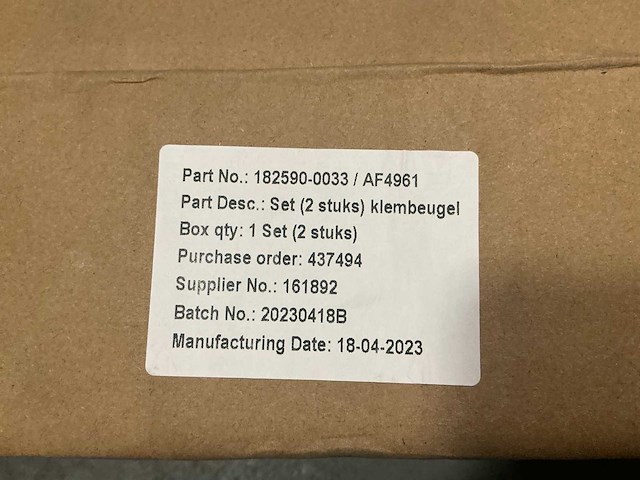 Part No.: 182590-0033 / AF4961
Part Desc.: Set (2 stuks) klembeugel
Box qty: 1 Set (2 stuks)
Purchase order: 437494
Supplier No.: 161892
Batch No.: 20230418B
Manufacturing Date: 18-04-2023